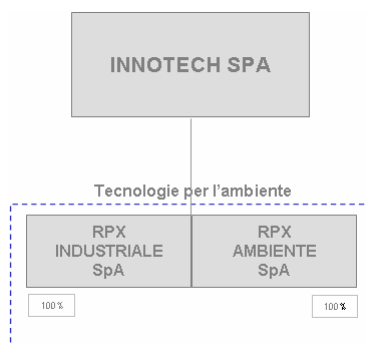 INNOTECH SPA
Tecnologie per l'ambiente
RPX
INDUSTRIALE
SpA
RPX
AMBIENTE
SpA
100 %
100 %